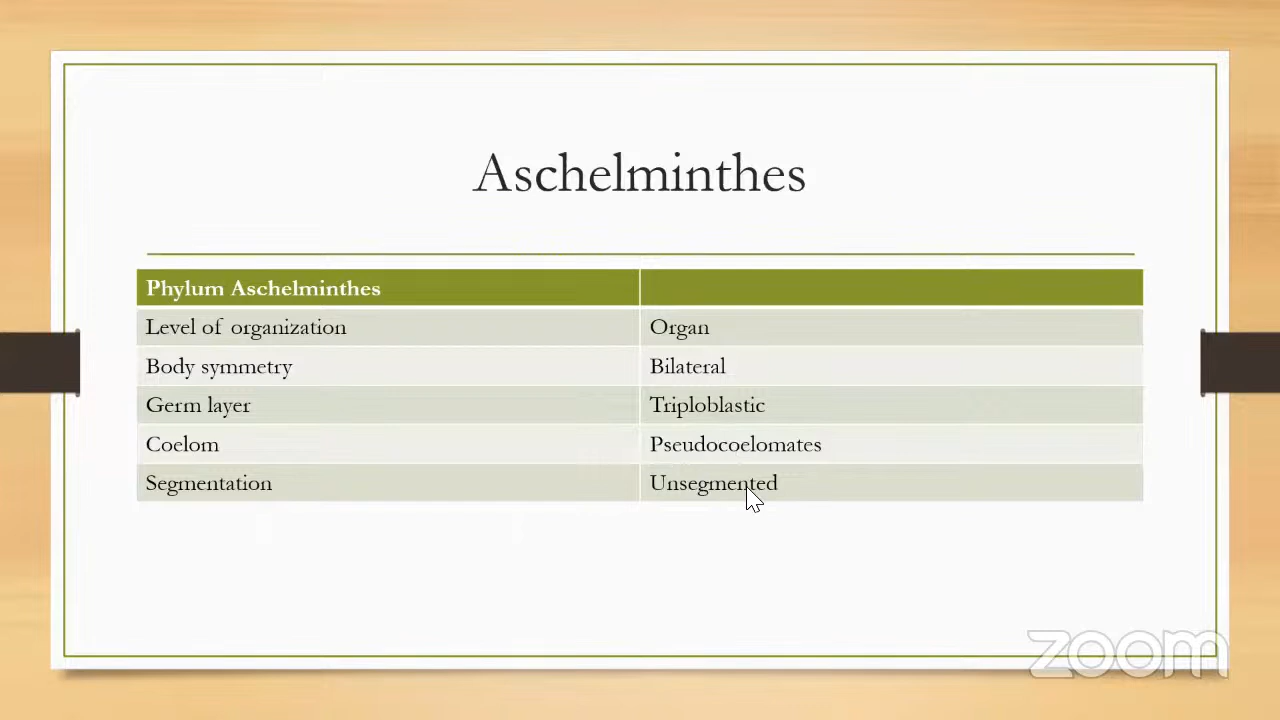 Aschelminthes
Phylum Aschelminthes
Level of organization Organ
Body symmetry Bilateral
Germ layer Triploblastic
Coelom Pseudocoelomates
Segmentation Unsegmented
zoom